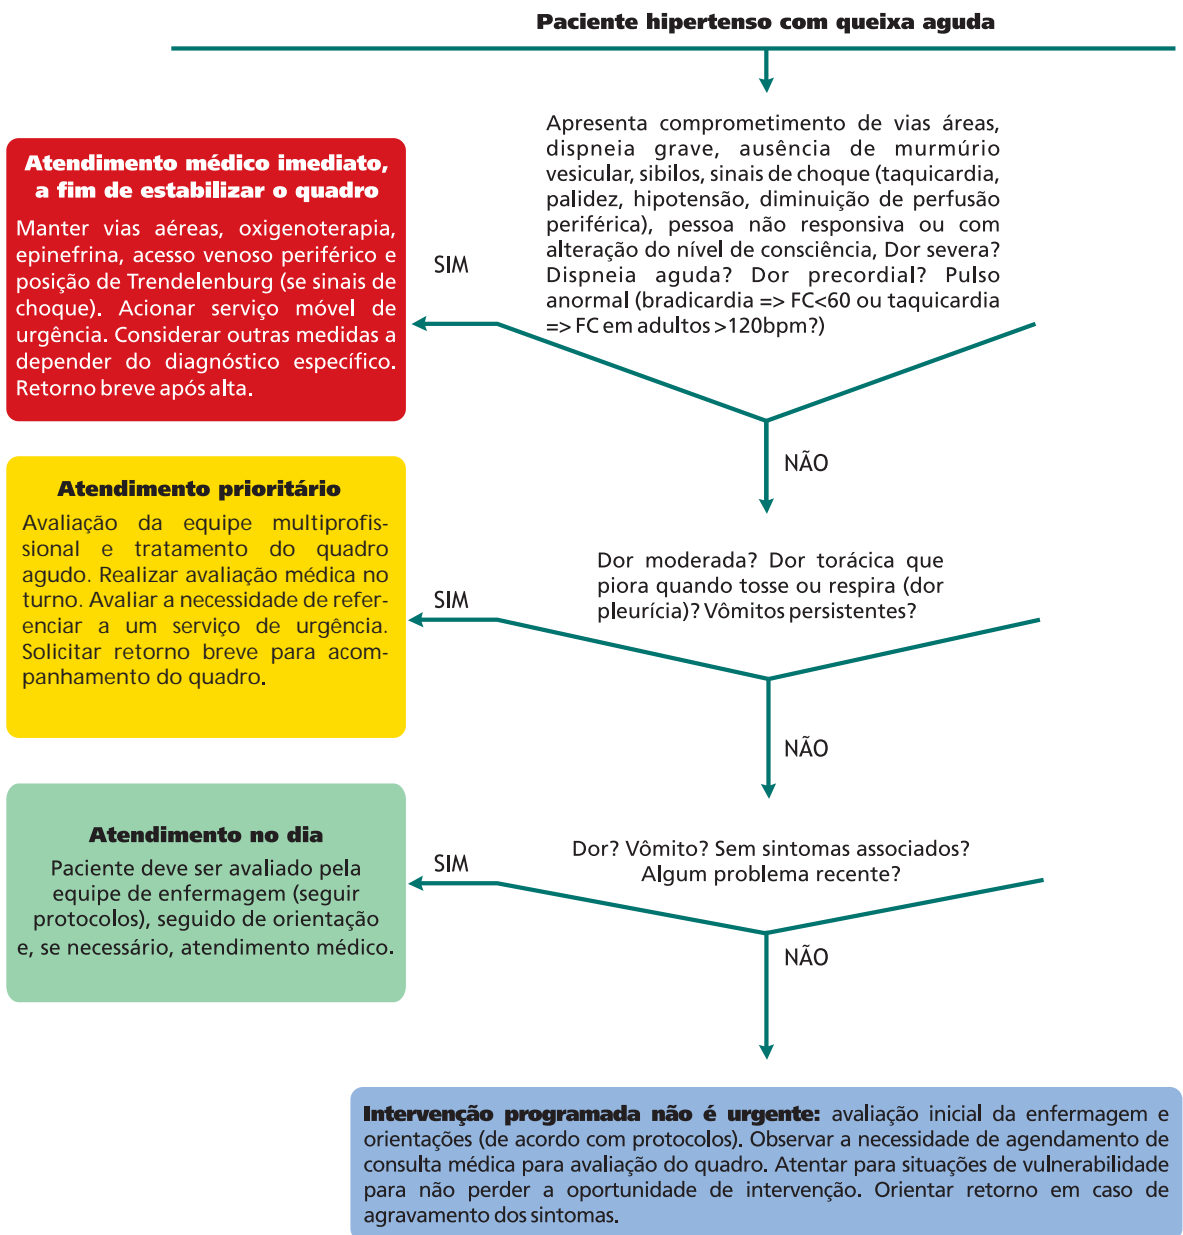 Paciente hipertenso com queixa aguda
Apresenta comprometimento de vias áreas,
dispneia grave, ausência de murmúrio
vesicular, sibilos, sinais de choque (taquicardia,
palidez, hipotensão, diminuição de perfusão
periférica), pessoa não responsiva ou com
alteração do nível de consciência, Dor severa?
Dispneia aguda? Dor precordial? Pulso
anormal (bradicardia => FC<60 ou taquicardia
=> FC em adultos >120bpm?)
SIM
Atendimento médico imediato,
a fim de estabilizar o quadro
Manter vias aéreas, oxigenoterapia,
epinefrina, acesso venoso periférico e
posição de Trendelenburg (se sinais de
choque). Acionar serviço móvel de
urgência. Considerar outras medidas a
depender do diagnóstico específico.
Retorno breve após alta.
NÃO
Dor moderada? Dor torácica que
piora quando tosse ou respira (dor
pleurícia)? Vômitos persistentes?
SIM
Atendimento prioritário
Avaliação da equipe multiprofis-
sional e tratamento do quadro
agudo. Realizar avaliação médica no
turno. Avaliar a necessidade de refer-
enciar a um serviço de urgência.
Solicitar retorno breve para acom-
panhamento do quadro.
NÃO
Dor? Vômito? Sem sintomas associados?
Algum problema recente?
SIM
Atendimento no dia
Paciente deve ser avaliado pela
equipe de enfermagem (seguir
protocolos), seguido de orientação
e, se necessário, atendimento médico.
NÃO
Intervenção programada não é urgente: avaliação inicial da enfermagem e
orientações (de acordo com protocolos). Observar a necessidade de agendamento de
consulta médica para avaliação do quadro. Atentar para situações de vulnerabilidade
para não perder a oportunidade de intervenção. Orientar retorno em caso de
agravamento dos sintomas.